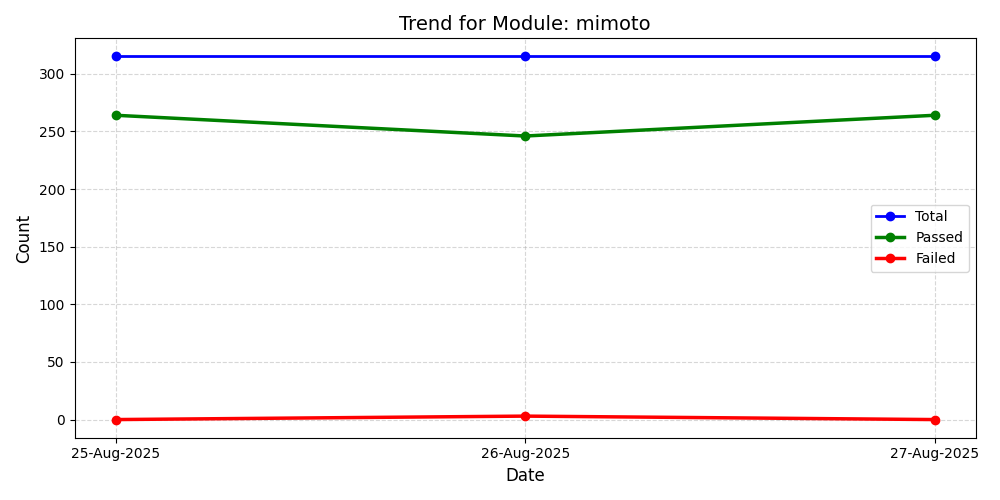 Trend for Module: mimoto
Count
300
250
200
150
100
50
0
Total
Passed
Failed
25-Aug-2025
26-Aug-2025
27-Aug-2025
Date